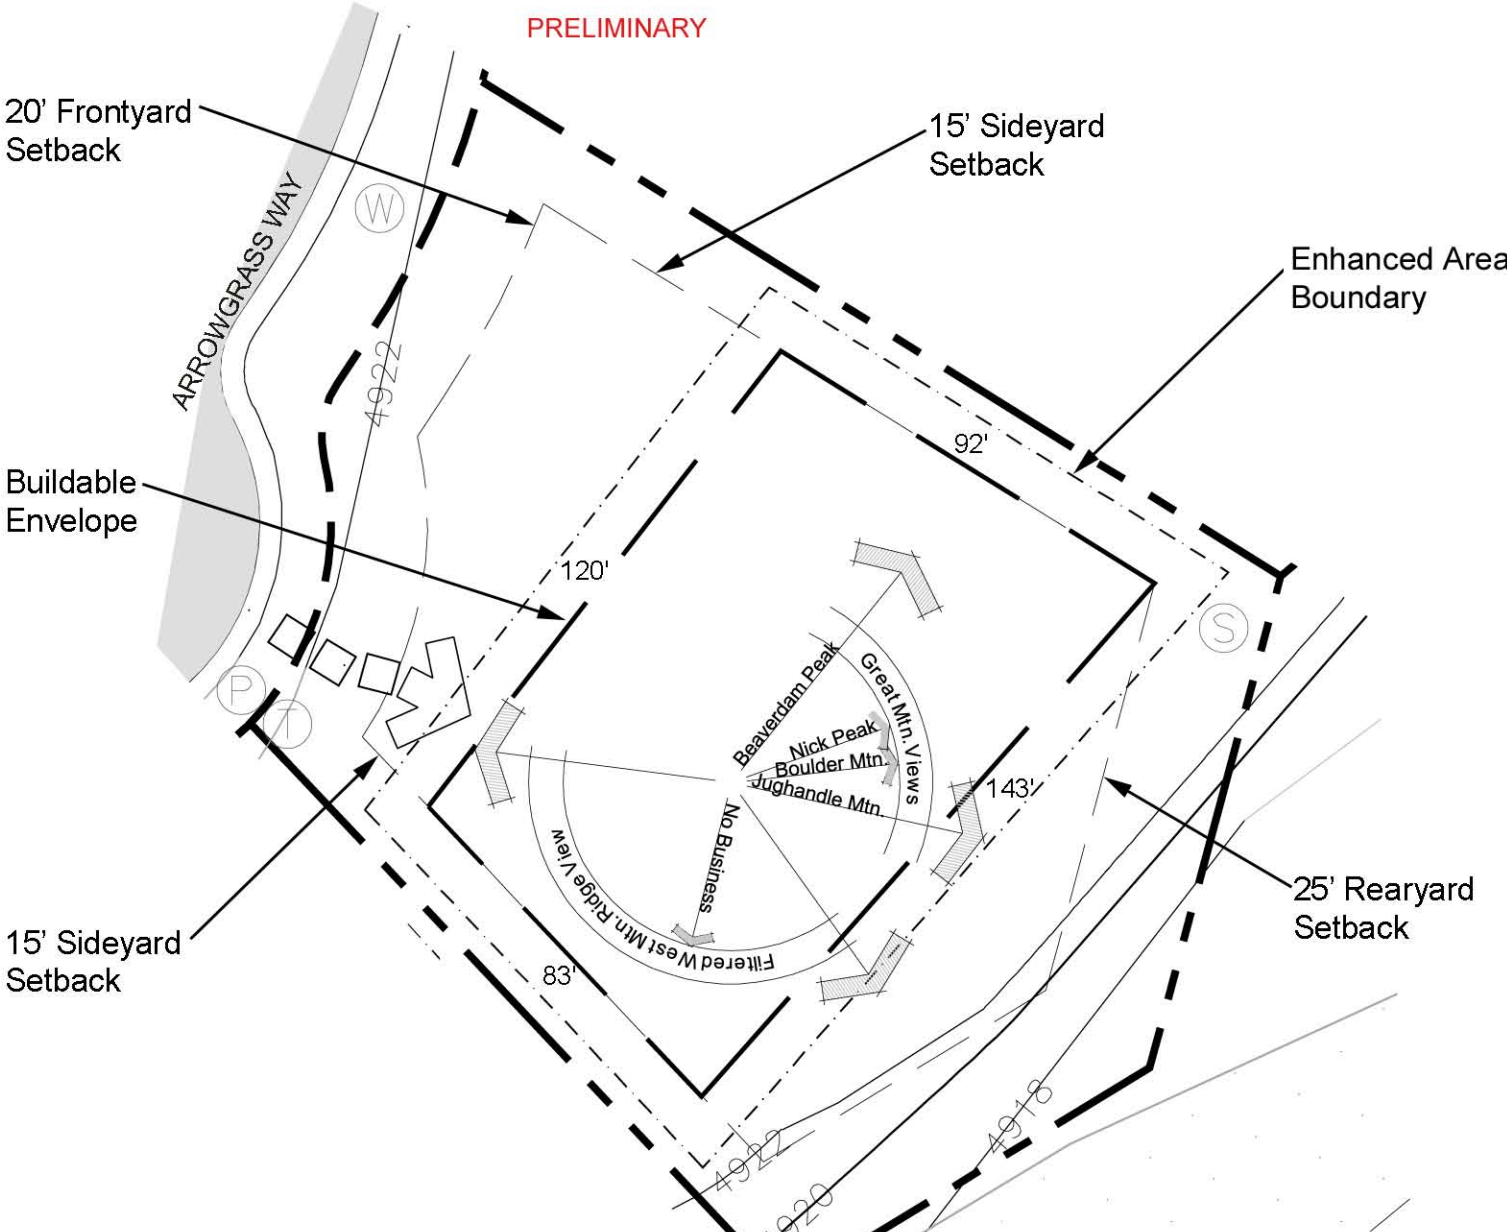 PRELIMINARY
20' Frontyard
Setback
15' Sideyard
Setback
W
ARROWGRASS WAY
Enhanced Area
Boundary
4922
92'
Buildable
Envelope
120'
S
Beaverdam Peak
Great Mtn. Views
Nick Peak
Boulder Mtn.
Jughandle Mtn.
143'
P
T
No Business
Filtered West Mtn. Ridge View
25' Rearyard
Setback
15' Sideyard
Setback
83'
4918
4922